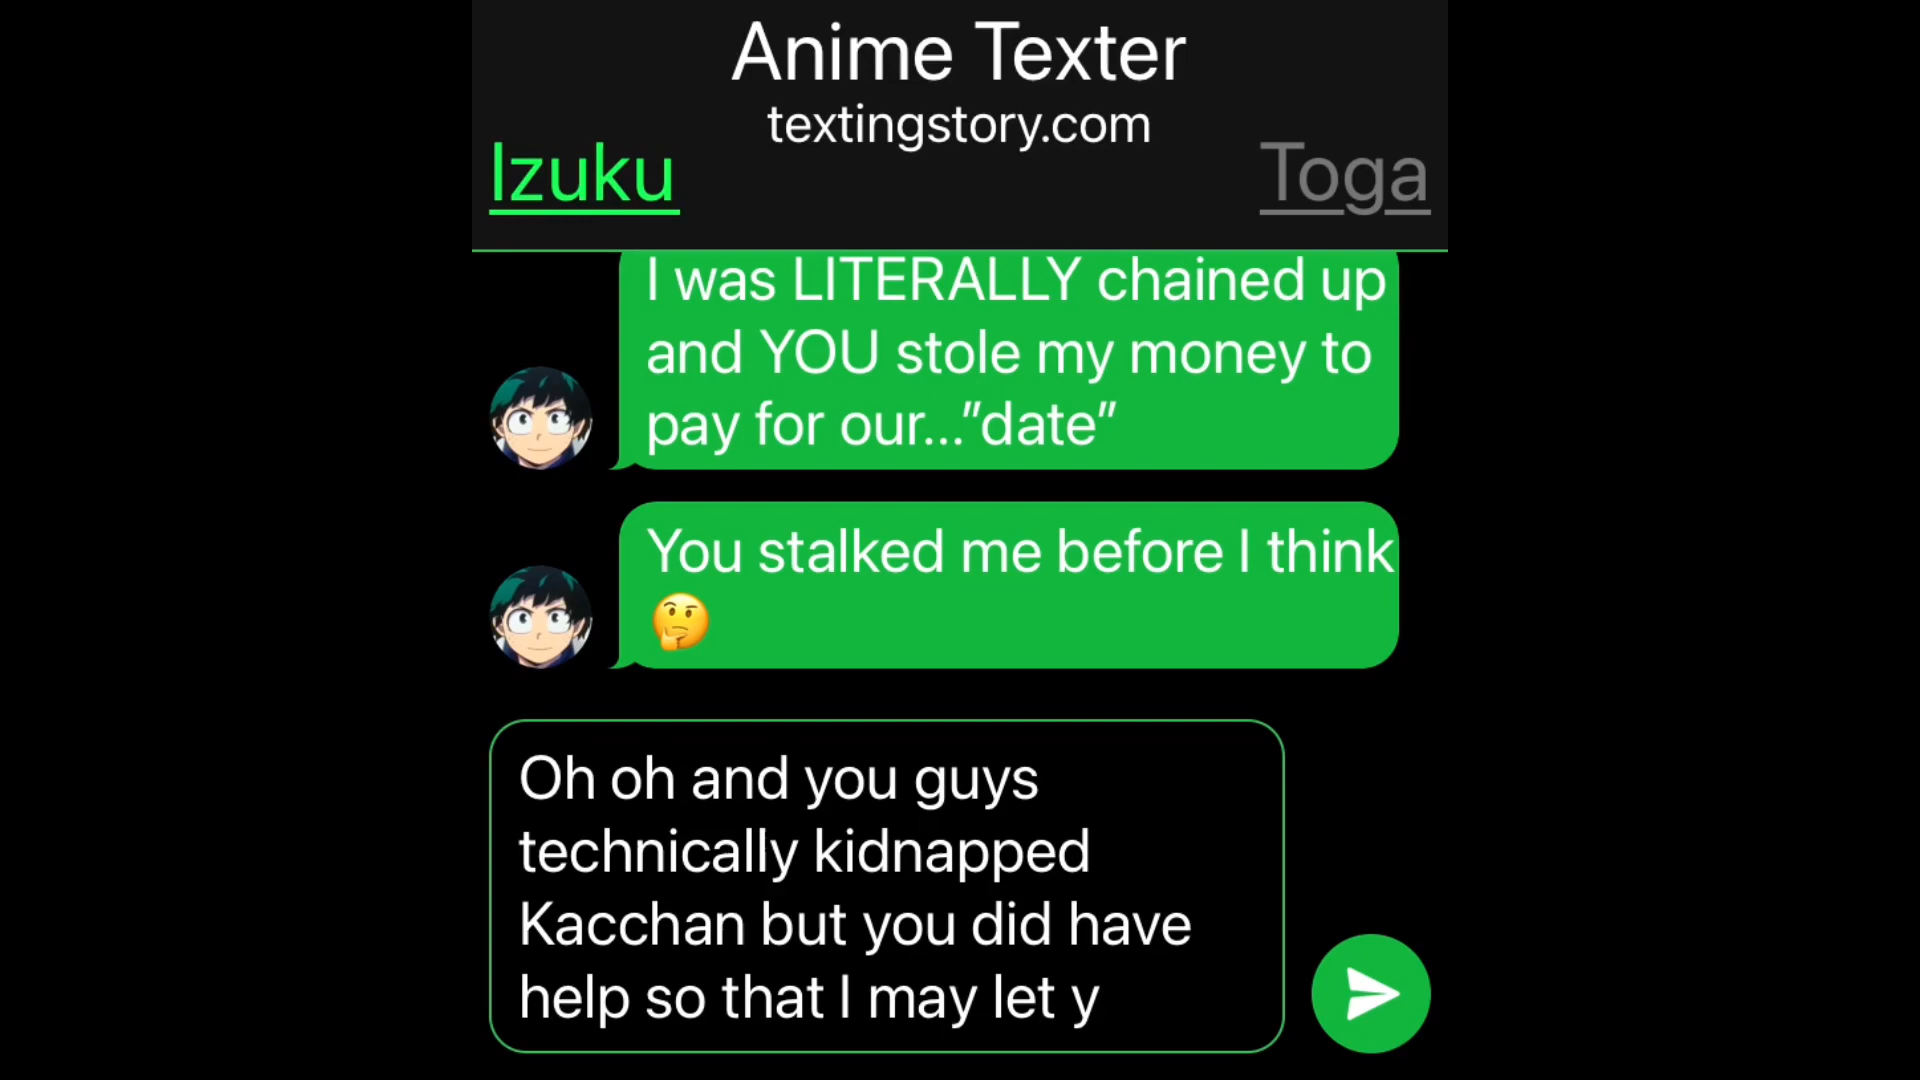 Anime Texter
textingstory.com
Izuku
Toga
I was LITERALLY chained up
and YOU stole my money to
pay for our..."date"
You stalked me before I think
🤔
Oh oh and you guys
technically kidnapped
Kacchan but you did have
help so that I may let y